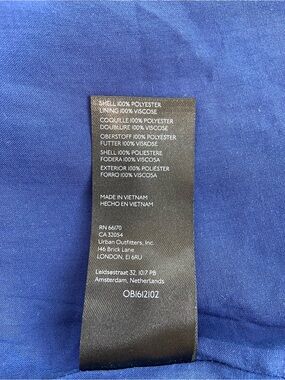 SHELL 100% POLYESTER
LINING 100% VISCOSE
COQUILLE 100% POLYESTER
DOUBLURE 100% VISCOSE
OBERSTOFF 100% POLYESTER
FUTTER 100% VISKOSE
SHELL 100% POLIESTERE
FODERA 100% VISCOSA
EXTERIOR 100% POLIÉSTER
FORRO 100% VISCOSA
MADE IN VIETNAM
HECHO EN VIETNAM
RN 66170
CA 32054
Urban Outfitters, Inc.
146 Brick Lane
LONDON, E1 6RU
Leidsestraat 32, 1017 PB
Amsterdam, Netherlands
OB1612102